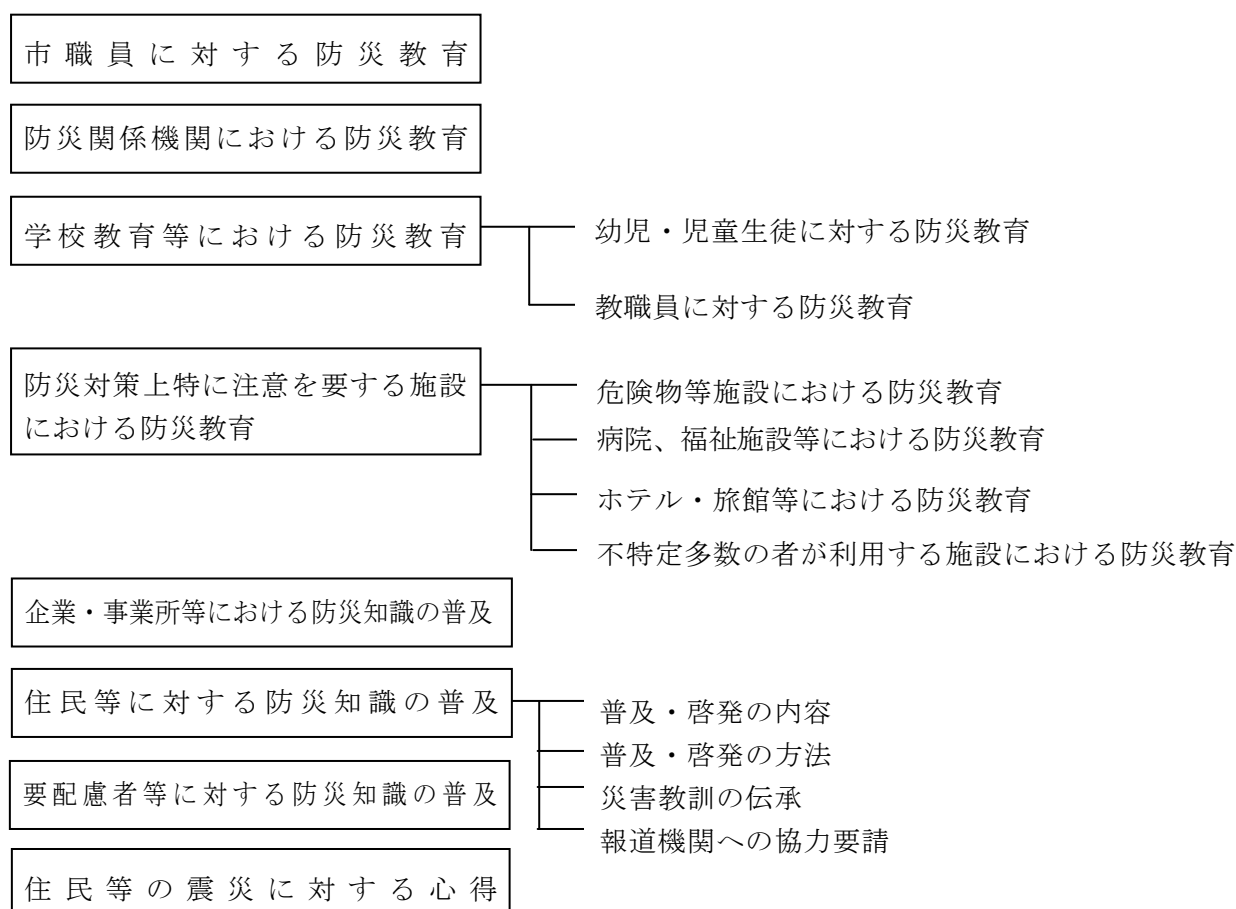 市職員に対する防災教育
防災関係機関における防災教育
学校教育等における防災教育
幼児・児童生徒に対する防災教育
教職員に対する防災教育
防災対策上特に注意を要する施設
における防災教育
危険物等施設における防災教育
病院、福祉施設等における防災教育
ホテル・旅館等における防災教育
不特定多数の者が利用する施設における防災教育
企業・事業所等における防災知識の普及
住民等に対する防災知識の普及
普及・啓発の内容
普及・啓発の方法
災害教訓の伝承
報道機関への協力要請
要配慮者等に対する防災知識の普及
住民等の震災に対する心得